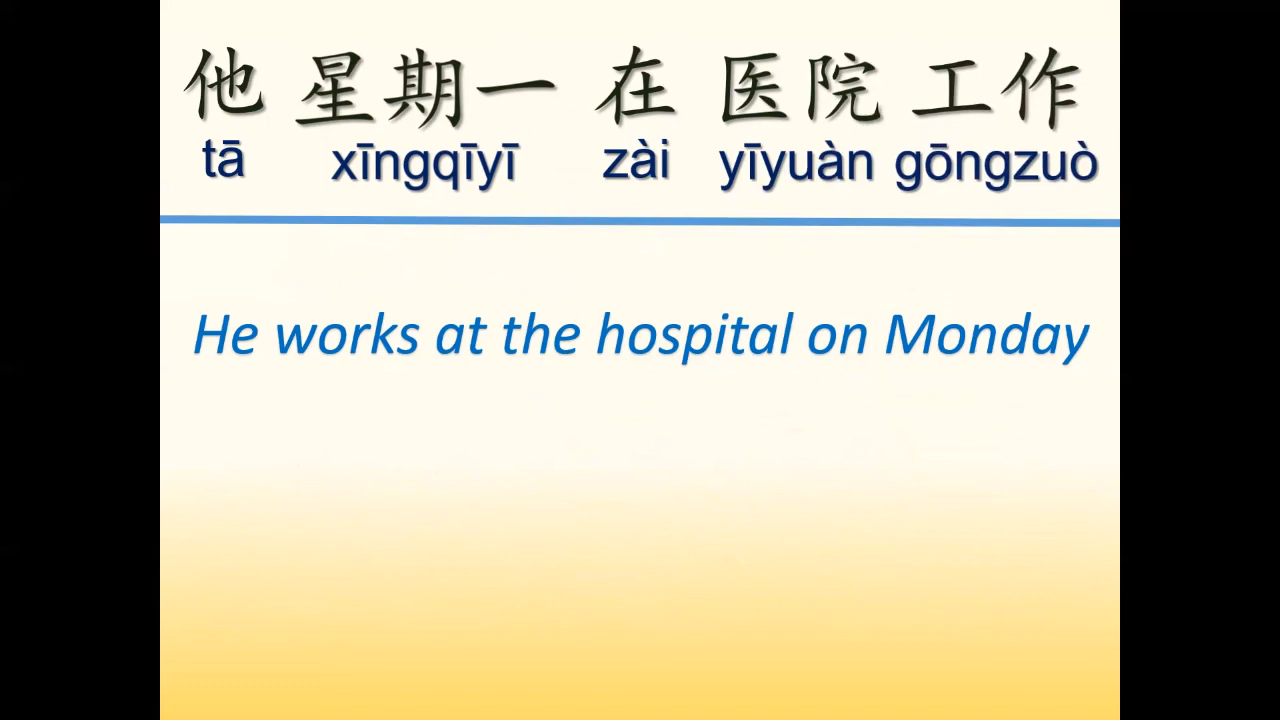 他 星期一 在 医院 工作
tā xīngqīyī zài yīyuàn gōngzuò
He works at the hospital on Monday